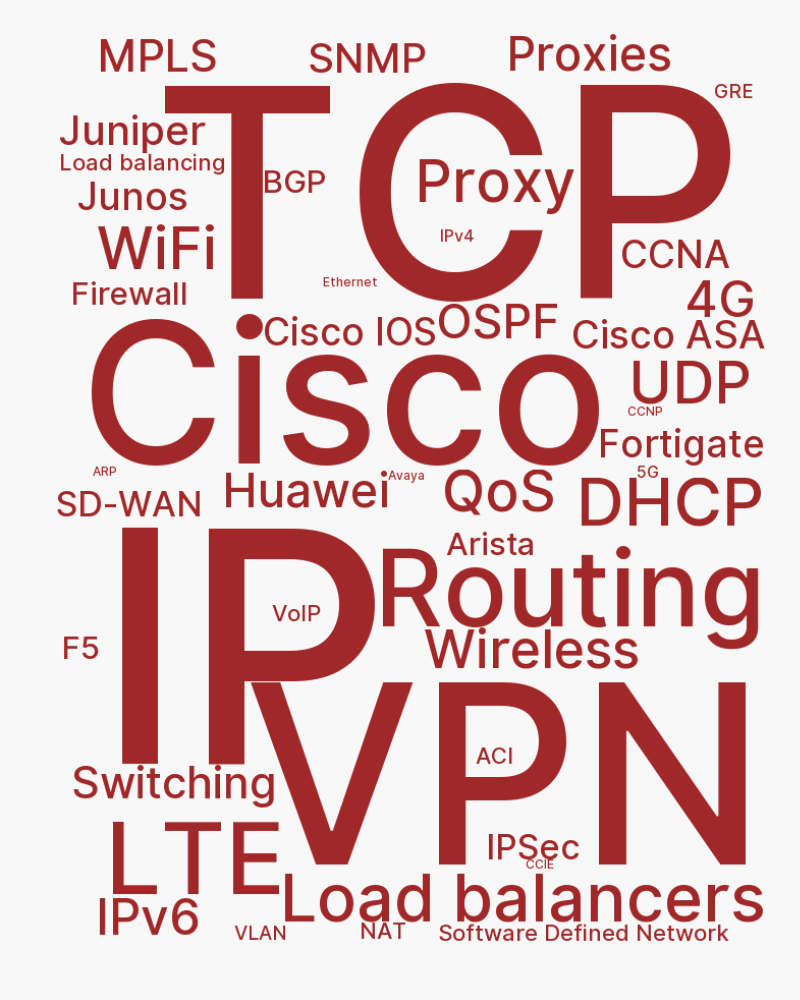 MPLS
SNMP
Proxies
GRE
TCP
Juniper
Load balancing
BGP
Proxy
Junos
IPv4
WiFi
CCNA
Ethernet
Firewall
4G
Cisco IOS
OSPF
Cisco ASA
Cisco
UDP
CCNP
Fortigate
ARP
Avaya
5G
Huawei
QoS
DHCP
SD-WAN
IP
Arista
Routing
VoIP
F5
Wireless
VPN
ACI
Switching
LTE
IPSec
CCIE
Load balancers
IPv6
VLAN
NAT
Software Defined Network